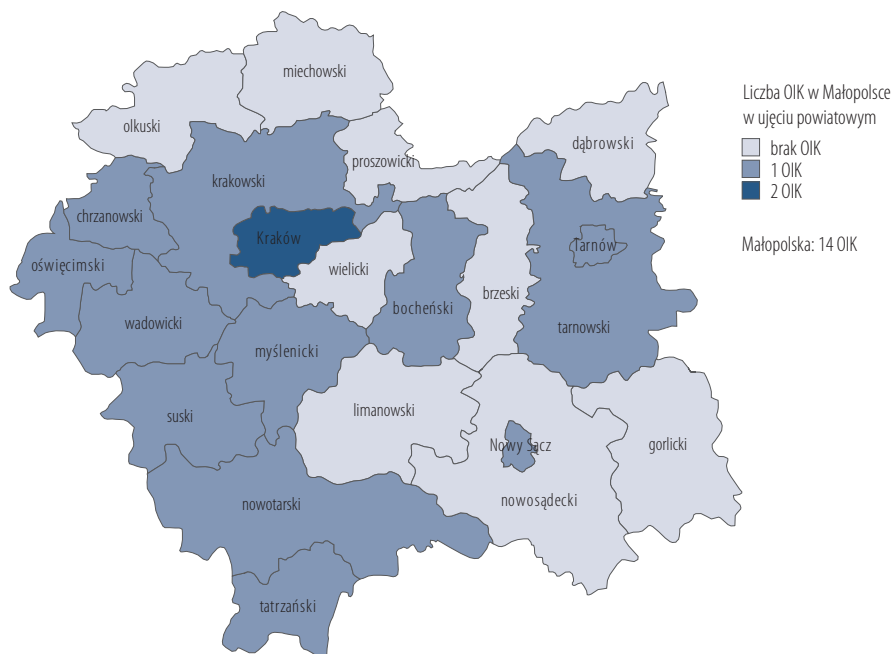 miechowski
olkuski
dąbrowski
proszowicki
krakowski
chrzanowski
Kraków
Tarnów
oświęcimski
wielicki
brzeski
bocheński
wadowicki
tarnowski
myślenicki
limanowski
suski
Nowy Sącz
gorlicki
nowosądecki
nowotarski
tatrzański
Liczba OIK w Małopolsce
w ujęciu powiatowym
brak OIK
1 OIK
2 OIK
Małopolska: 14 OIK